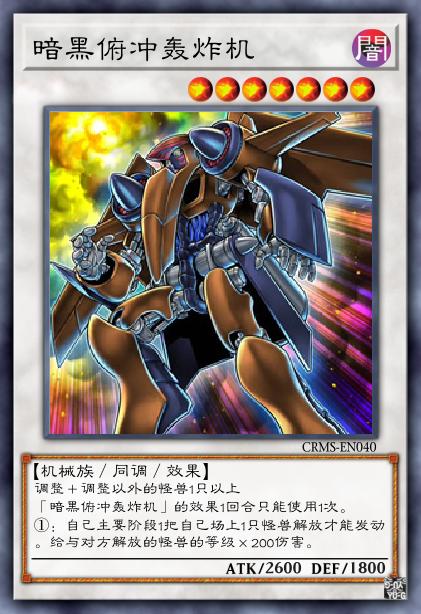 暗黑俯冲轰炸机
闇
CRMS-EN040
【机械族/同调/效果】
调整+调整以外的怪兽1只以上
「暗黑俯冲轰炸机」的效果1回合只能使用1次。
①:自己主要阶段1把自己场上1只怪兽解放才能发动
。给与对方解放的怪兽的等级×200伤害。
ATK/2600 DEF/1800